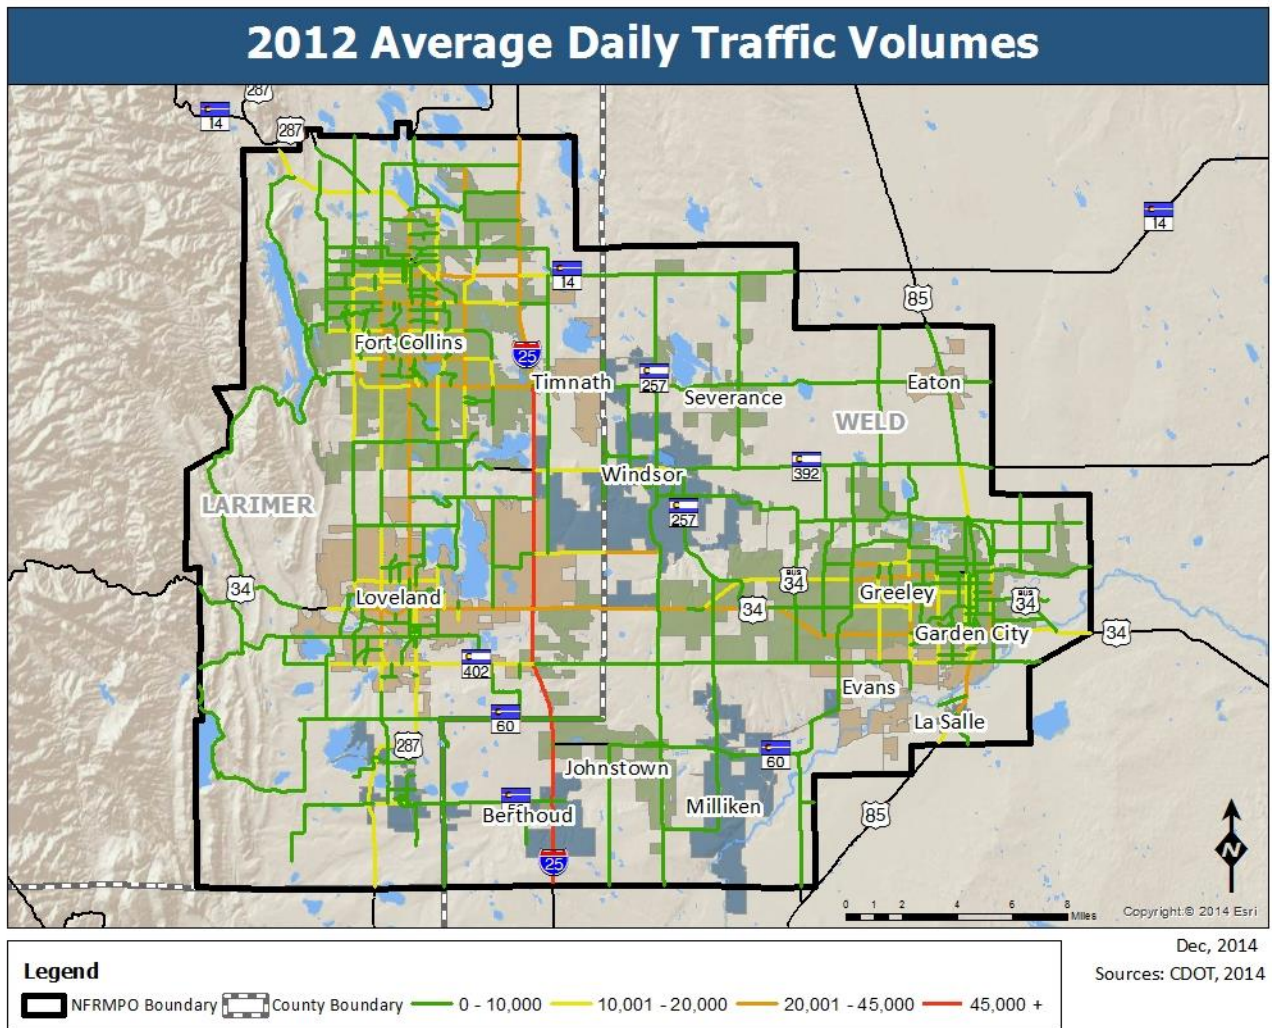 2012 Average Daily Traffic Volumes
287
14
287
14
14
85
Fort Collins
25
Timnath
257
Severance
Eaton
WELD
Windsor
392
LARIMER
257
34
Loveland
BUS
34
Greeley
34
BUS
34
Garden City
34
402
Evans
60
La Salle
287
60
Johnstown
Milliken
Berthoud
85
25
N
0 1 2 4 6 8
Miles
Copyright:© 2014 Esri
Dec, 2014
Sources: CDOT, 2014
Legend
NFRMPO Boundary County Boundary 0 - 10,000 10,001 - 20,000 20,001 - 45,000 45,000 +